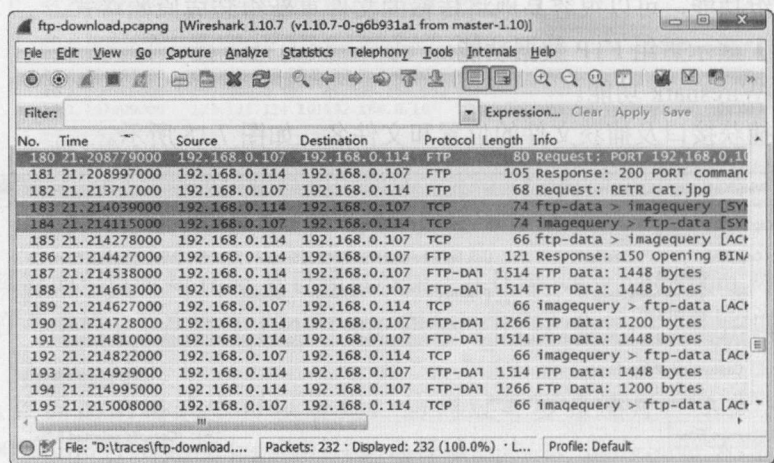 ftp-download.pcapng [Wireshark 1.10.7 (v1.10.7-0-g6b931a1 from master-1.10)]
File Edit View Go Capture Analyze Statistics Telephony Tools Internals Help
Filter: Expression... Clear Apply Save
No. Time Source Destination Protocol Length Info
180 21.208779000 192.168.0.107 192.168.0.114 FTP 80 Request: PORT 192,168,0,10
181 21.208997000 192.168.0.114 192.168.0.107 FTP 105 Response: 200 PORT command
182 21.213717000 192.168.0.107 192.168.0.114 FTP 68 Request: RETR cat.jpg
183 21.214039000 192.168.0.114 192.168.0.107 TCP 74 ftp-data > imagequery [SYN
184 21.214115000 192.168.0.107 192.168.0.114 TCP 74 imagequery > ftp-data [SYN
185 21.214278000 192.168.0.114 192.168.0.107 TCP 66 ftp-data > imagequery [ACK
186 21.214427000 192.168.0.114 192.168.0.107 FTP 121 Response: 150 Opening BINA
187 21.214538000 192.168.0.114 192.168.0.107 FTP-DAT 1514 FTP Data: 1448 bytes
188 21.214613000 192.168.0.114 192.168.0.107 FTP-DAT 1514 FTP Data: 1448 bytes
189 21.214627000 192.168.0.107 192.168.0.114 TCP 66 imagequery > ftp-data [ACK
190 21.214728000 192.168.0.114 192.168.0.107 FTP-DAT 1266 FTP Data: 1200 bytes
191 21.214810000 192.168.0.114 192.168.0.107 FTP-DAT 1514 FTP Data: 1448 bytes
192 21.214822000 192.168.0.107 192.168.0.114 TCP 66 imagequery > ftp-data [ACK
193 21.214929000 192.168.0.114 192.168.0.107 FTP-DAT 1514 FTP Data: 1448 bytes
194 21.214995000 192.168.0.114 192.168.0.107 FTP-DAT 1266 FTP Data: 1200 bytes
195 21.215008000 192.168.0.107 192.168.0.114 TCP 66 imagequery > ftp-data [ACK
File: "D:\traces\ftp-download.... Packets: 232 · Displayed: 232 (100.0%) · L... Profile: Default